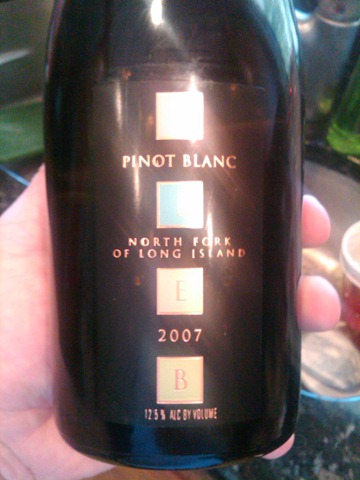 PINOT BLANC
NORTH FORK
OF LONG ISLAND
E
2007
B
12.5% ALC BY VOLUME